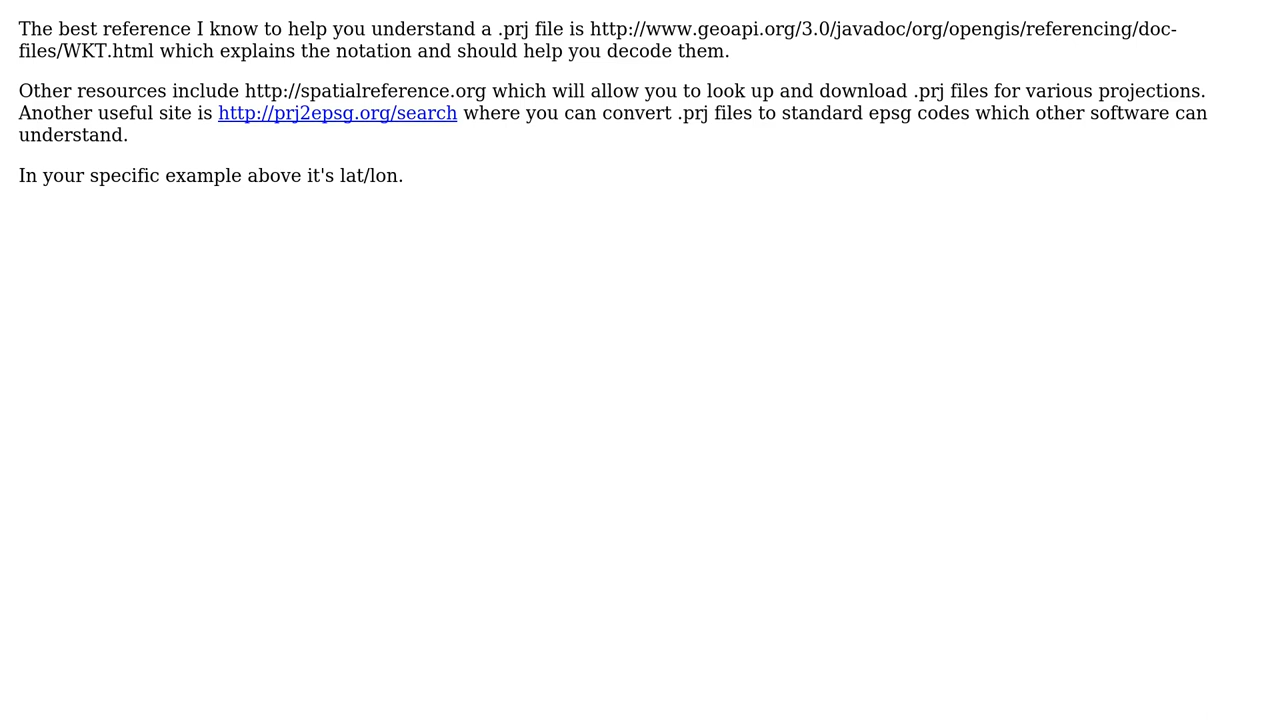 The best reference I know to help you understand a .prj file is http://www.geoapi.org/3.0/javadoc/org/opengis/referencing/doc-
files/WKT.html which explains the notation and should help you decode them.
Other resources include http://spatialreference.org which will allow you to look up and download .prj files for various projections.
Another useful site is http://prj2epsg.org/search where you can convert .prj files to standard epsg codes which other software can
understand.
In your specific example above it's lat/lon.